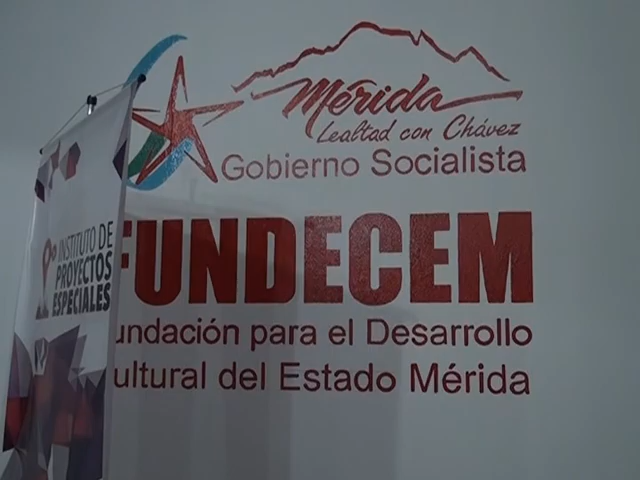 Mérida
Lealtad con Chávez
Gobierno Socialista
FUNDECEM
undación para el Desarrollo
ultural del Estado Mérida
INSTITUTO DE
PROYECTOS
ESPECIALES